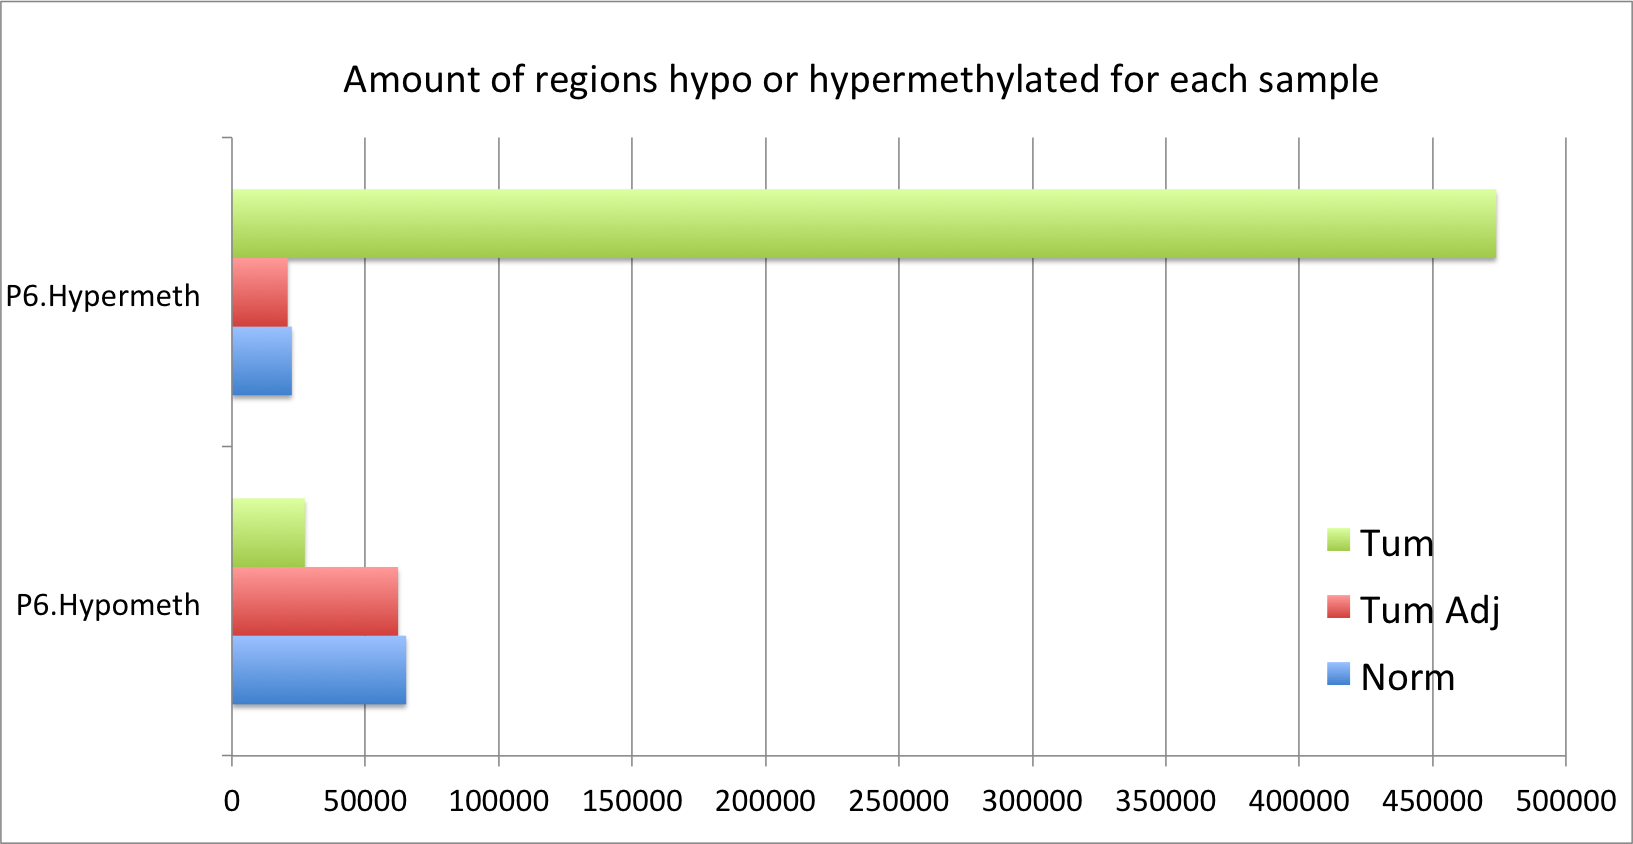 Amount of regions hypo or hypermethylated for each sample
P6.Hypermeth
P6.Hypometh
Tum
Tum Adj
Norm
0 50000 100000 150000 200000 250000 300000 350000 400000 450000 500000